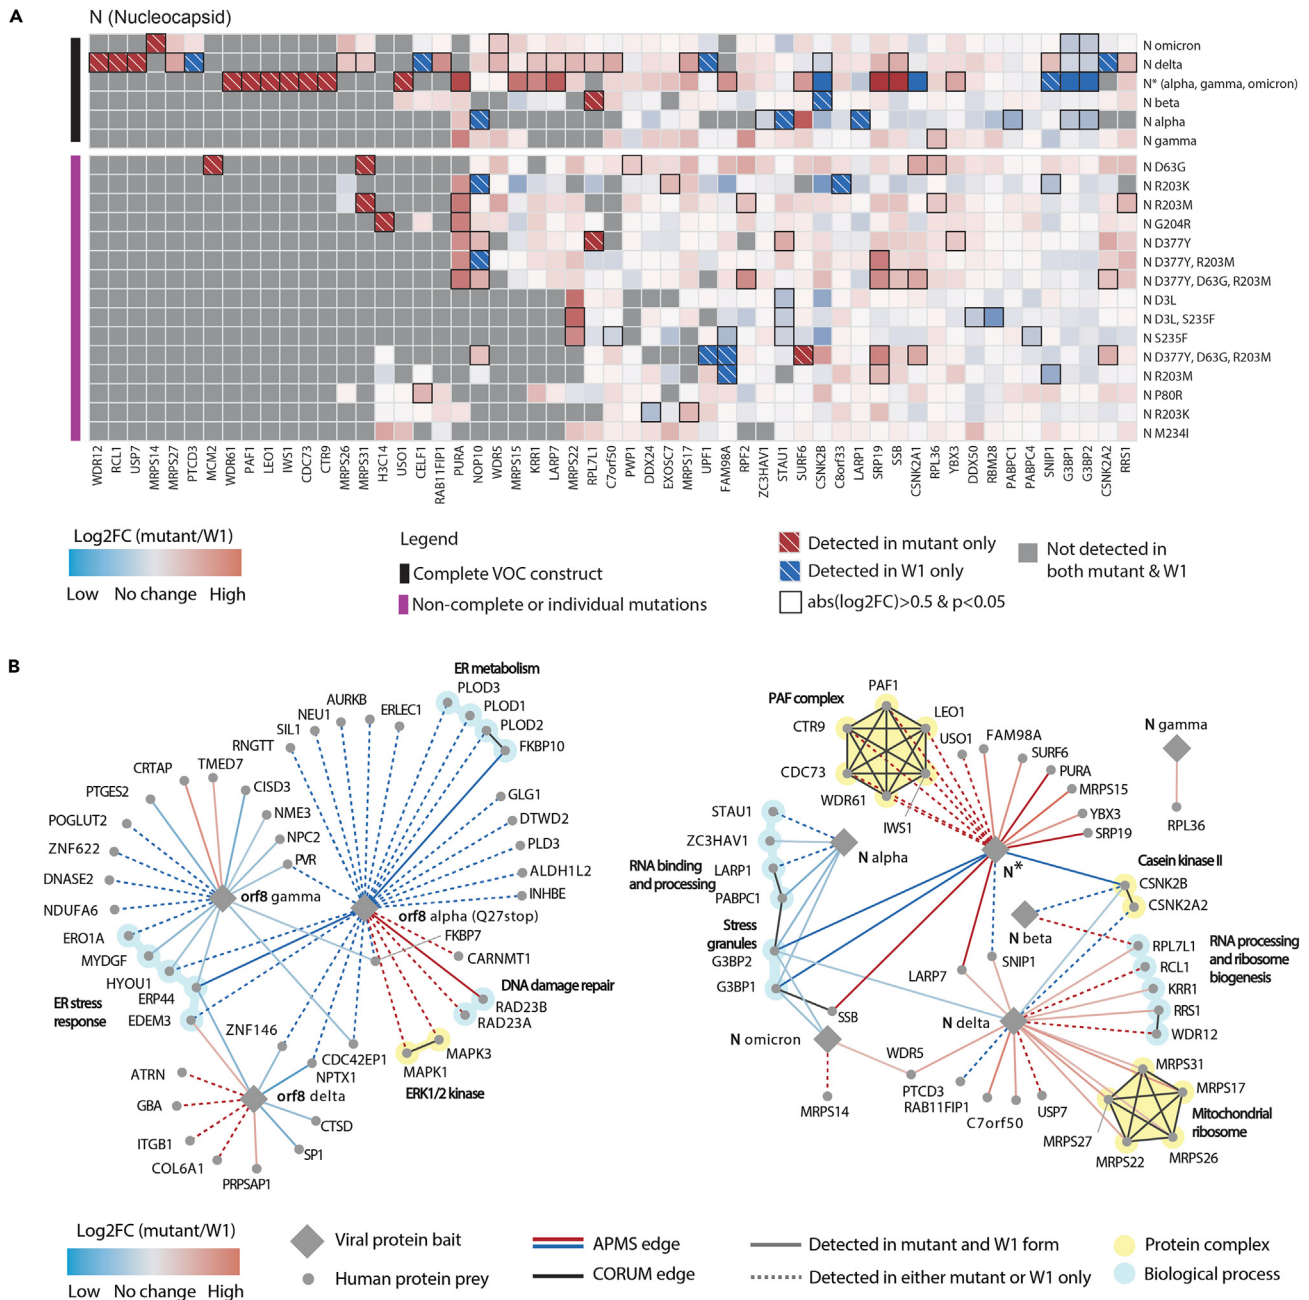 A
N (Nucleocapsid)
N omicron
N delta
N* (alpha, gamma, omicron)
N beta
N alpha
N gamma
N D63G
N R203K
N R203M
N G204R
N D377Y
N D377Y, R203M
N D377Y, D63G, R203M
N D3L
N D3L, S235F
N S235F
N D377Y, D63G, R203M
N R203M
N P80R
N R203K
N M234I
WDR12
RCL1
USP7
MRPS14
MRPS27
PTCD3
MCM2
WDR61
PAF1
LEO1
IWS1
CDC73
CTR9
MRPS26
MRPS31
H3C14
USO1
CELF1
RAB11FIP1
PURA
NOP10
WDR5
MRPS15
KRR1
LARP7
MRPS22
RPL7L1
C7orf50
PWP1
DDX24
EXOSC7
MRPS17
UPF1
FAM98A
RPF2
ZC3HAV1
STAU1
SURF6
CSNK2B
C8orf33
LARP1
SRP19
SSB
CSNK2A1
RPL36
YBX3
DDX50
RBM28
PABPC1
PABPC4
SNIP1
G3BP1
G3BP2
CSNK2A2
RRS1
Log2FC (mutant/W1)
Low No change High
Legend
Complete VOC construct
Non-complete or individual mutations
Detected in mutant only
Detected in W1 only
abs(log2FC)>0.5 & p<0.05
Not detected in
both mutant & W1
B
ER metabolism
PLOD3
PLOD1
PLOD2
FKBP10
AURKB
ERLEC1
NEU1
SIL1
RNGTT
TMED7
CRTAP
CISD3
PTGES2
NME3
POGLUT2
NPC2
ZNF622
PVR
DNASE2
NDUFA6
GLG1
DTWD2
PLD3
ALDH1L2
INHBE
orf8 gamma
orf8 alpha (Q27stop)
FKBP7
CARNMT1
ERO1A
MYDGF
HYOU1
ERP44
EDEM3
ER stress
response
DNA damage repair
RAD23B
RAD23A
ZNF146
CDC42EP1
NPTX1
MAPK3
MAPK1
ERK1/2 kinase
ATRN
GBA
orf8 delta
CTSD
ITGB1
SP1
COL6A1
PRPSAP1
PAF complex
PAF1
CTR9
LEO1
USO1
FAM98A
SURF6
CDC73
PURA
WDR61
MRPS15
IWS1
YBX3
SRP19
N gamma
RPL36
STAU1
ZC3HAV1
N alpha
N*
RNA binding
and processing
LARP1
PABPC1
Casein kinase II
CSNK2B
CSNK2A2
N beta
Stress
granules
G3BP2
G3BP1
RPL7L1
RCL1
KRR1
RRS1
WDR12
RNA processing
and ribosome
biogenesis
LARP7
SNIP1
SSB
N delta
N omicron
WDR5
MRPS14
PTCD3
RAB11FIP1
C7orf50
USP7
MRPS31
MRPS17
MRPS27
MRPS22
MRPS26
Mitochondrial
ribosome
Log2FC (mutant/W1)
Low No change High
Viral protein bait
Human protein prey
APMS edge
CORUM edge
Detected in mutant and W1 form
Detected in either mutant or W1 only
Protein complex
Biological process